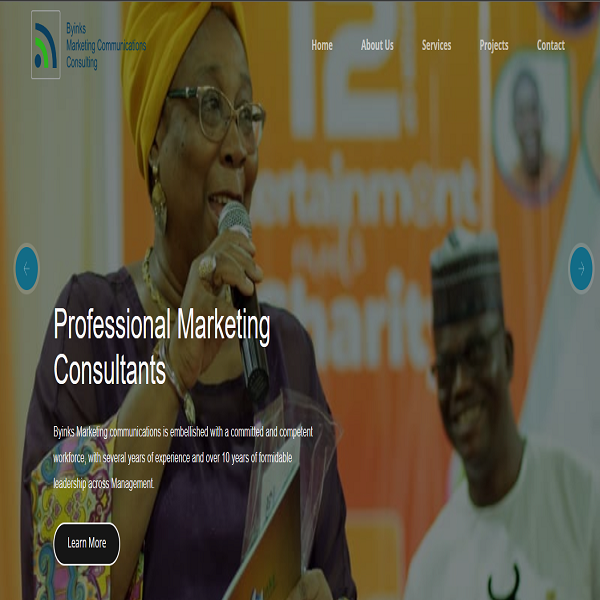 Byinks
Marketing Communications
Consulting
Home
About Us
Services
Projects
Contact
12
ertainment
Charity
Professional Marketing
Consultants
Byinks Marketing communications is embellished with a committed and competent
workforce, with several years of experience and over 10 years of formidable
leadership across Management.
Learn More